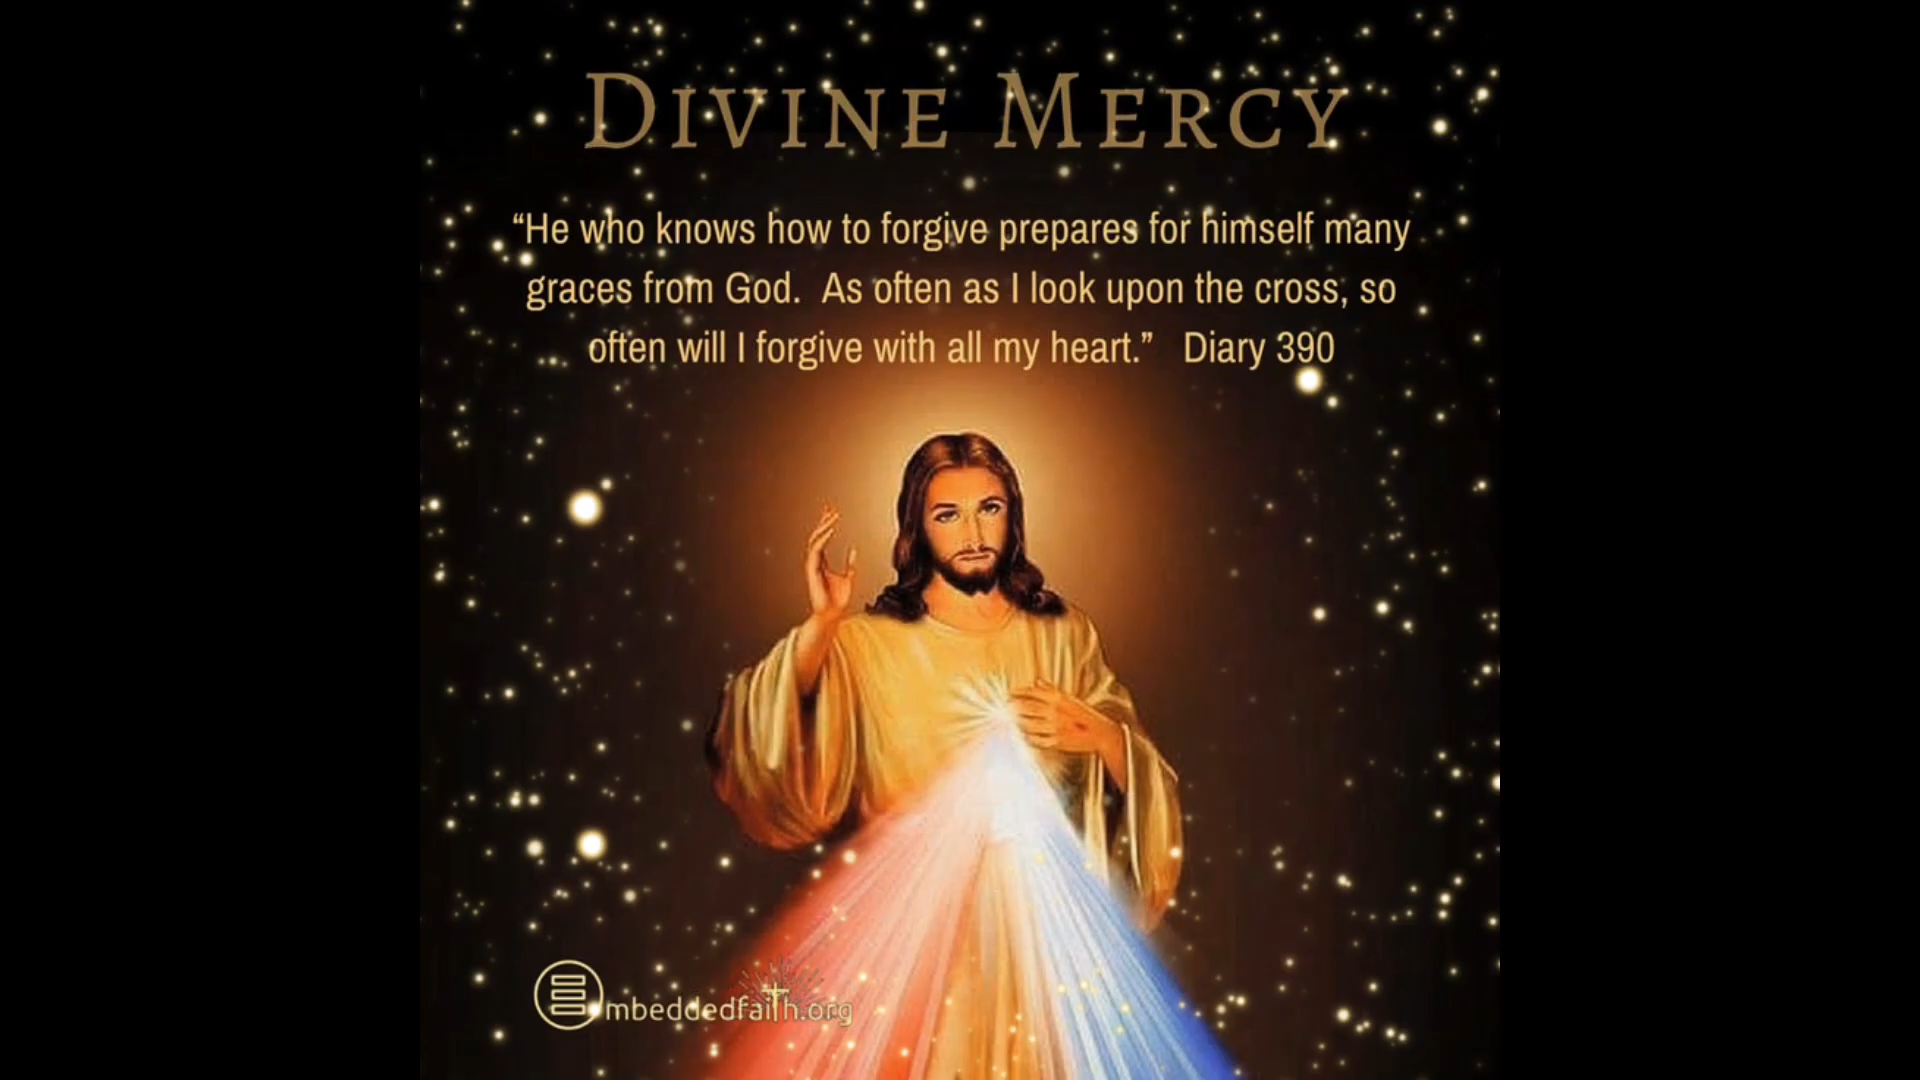 DIVINE MERCY
“He who knows how to forgive prepares for himself many
graces from God. As often as I look upon the cross, so
often will I forgive with all my heart.” Diary 390
Embeddedfaith.org